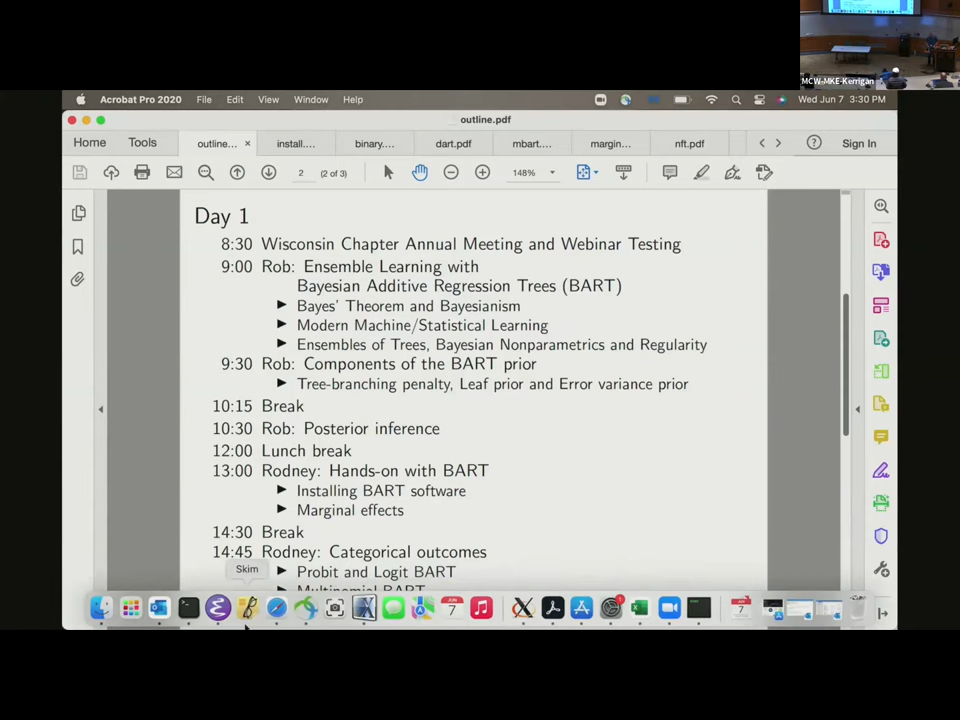 MCW-MKE-Kerrigan
Acrobat Pro 2020 File Edit View Window Help Wed Jun 7 3:30 PM
outline.pdf
Home Tools outline... × install.... binary.... dart.pdf mbart.... margin... nft.pdf Sign In
2 (2 of 3) 148%
Day 1
8:30 Wisconsin Chapter Annual Meeting and Webinar Testing
9:00 Rob: Ensemble Learning with
Bayesian Additive Regression Trees (BART)
Bayes' Theorem and Bayesianism
Modern Machine/Statistical Learning
Ensembles of Trees, Bayesian Nonparametrics and Regularity
9:30 Rob: Components of the BART prior
Tree-branching penalty, Leaf prior and Error variance prior
10:15 Break
10:30 Rob: Posterior inference
12:00 Lunch break
13:00 Rodney: Hands-on with BART
Installing BART software
Marginal effects
14:30 Break
14:45 Rodney: Categorical outcomes
Skim
Probit and Logit BART
Multinomial BART
JUN 7
1
7